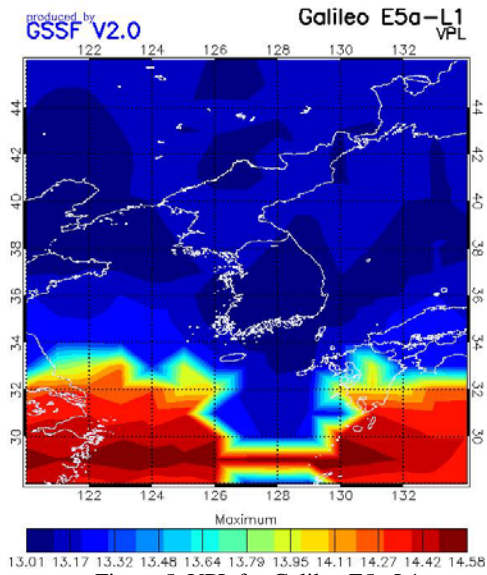 produced by
GSSF V2.0
Galileo E5a-L1
VPL
122 124 126 128 130 132
44 44
42 42
40 40
38 38
36 36
34 34
32 32
30 30
122 124 126 128 130 132
Maximum
13.01 13.17 13.32 13.48 13.64 13.79 13.95 14.11 14.27 14.42 14.58